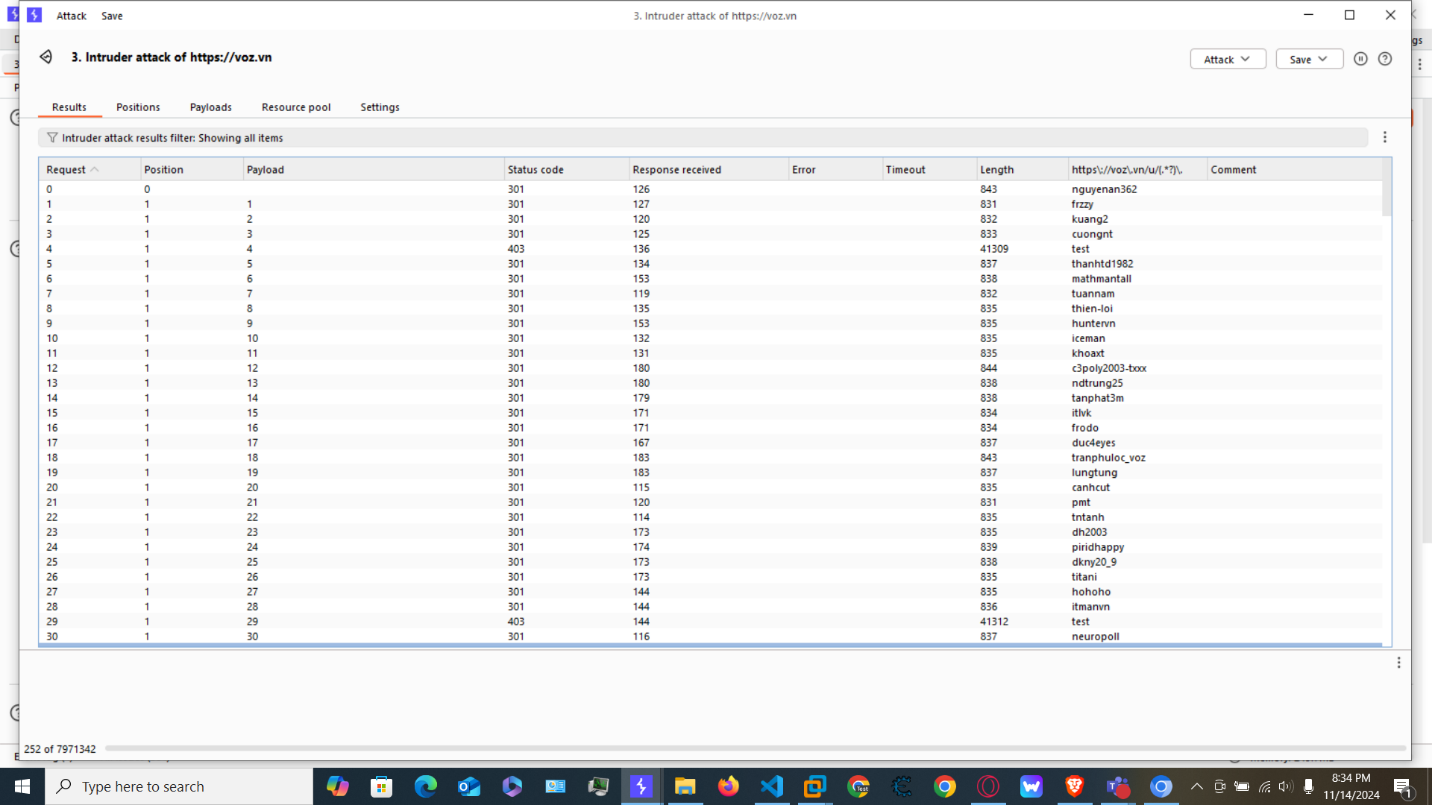 Attack Save 3. Intruder attack of https://voz.vn
3. Intruder attack of https://voz.vn Attack Save
Results Positions Payloads Resource pool Settings
Intruder attack results filter: Showing all items
Request Position Payload Status code Response received Error Timeout Length https\://voz\.vn/u/(.*?)\. Comment
0 0 301 126 843 nguyenan362
1 1 1 301 127 831 frzzy
2 1 2 301 120 832 kuang2
3 1 3 301 125 833 cuongnt
4 1 4 403 136 41309 test
5 1 5 301 134 837 thanhtd1982
6 1 6 301 153 838 mathmantall
7 1 7 301 119 832 tuannam
8 1 8 301 135 835 thien-loi
9 1 9 301 153 835 huntervn
10 1 10 301 132 835 iceman
11 1 11 301 131 835 khoaxt
12 1 12 301 180 844 c3poly2003-txxx
13 1 13 301 180 838 ndtrung25
14 1 14 301 179 838 tanphat3m
15 1 15 301 171 834 itlvk
16 1 16 301 171 834 frodo
17 1 17 301 167 837 duc4eyes
18 1 18 301 183 843 tranphuloc_voz
19 1 19 301 183 837 lungtung
20 1 20 301 115 835 canhcut
21 1 21 301 120 831 pmt
22 1 22 301 114 835 tntanh
23 1 23 301 173 835 dh2003
24 1 24 301 174 839 piridhappy
25 1 25 301 173 838 dkny20_9
26 1 26 301 173 835 titani
27 1 27 301 144 835 hohoho
28 1 28 301 144 836 itmanvn
29 1 29 403 144 41312 test
30 1 30 301 116 837 neuropoll
252 of 7971342
Type here to search
8:34 PM
11/14/2024
1